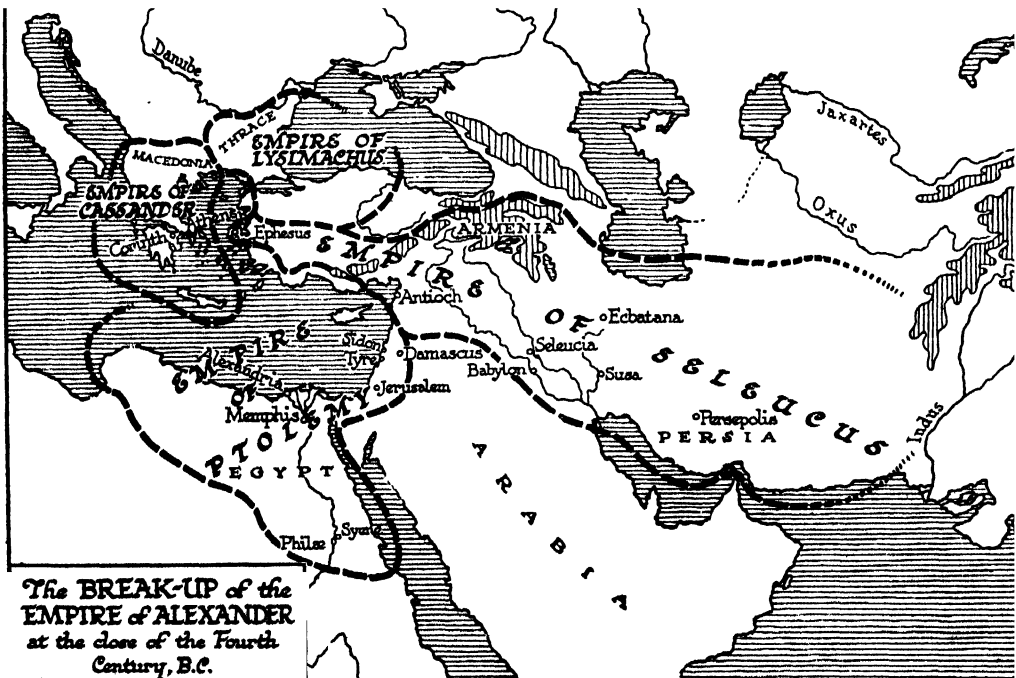 Danube
Jaxartes
THRACE
EMPIRE OF
LYSIMACHUS
MACEDONIA
EMPIRE OF
CASSANDER
Oxus
Corinth
Ephesus
ARMENIA
EMPIRE OF SELEUCUS
Antioch
Ecbatana
Sidon
Tyre
Damascus
Seleucia
Babylon
Susa
Jerusalem
EMPIRE OF PTOLEMY
Alexandria
Memphis
Persepolis
PERSIA
Indus
EGYPT
ARABIA
Syene
Philæ
The BREAK-UP of the
EMPIRE of ALEXANDER
at the close of the Fourth
Century, B.C.